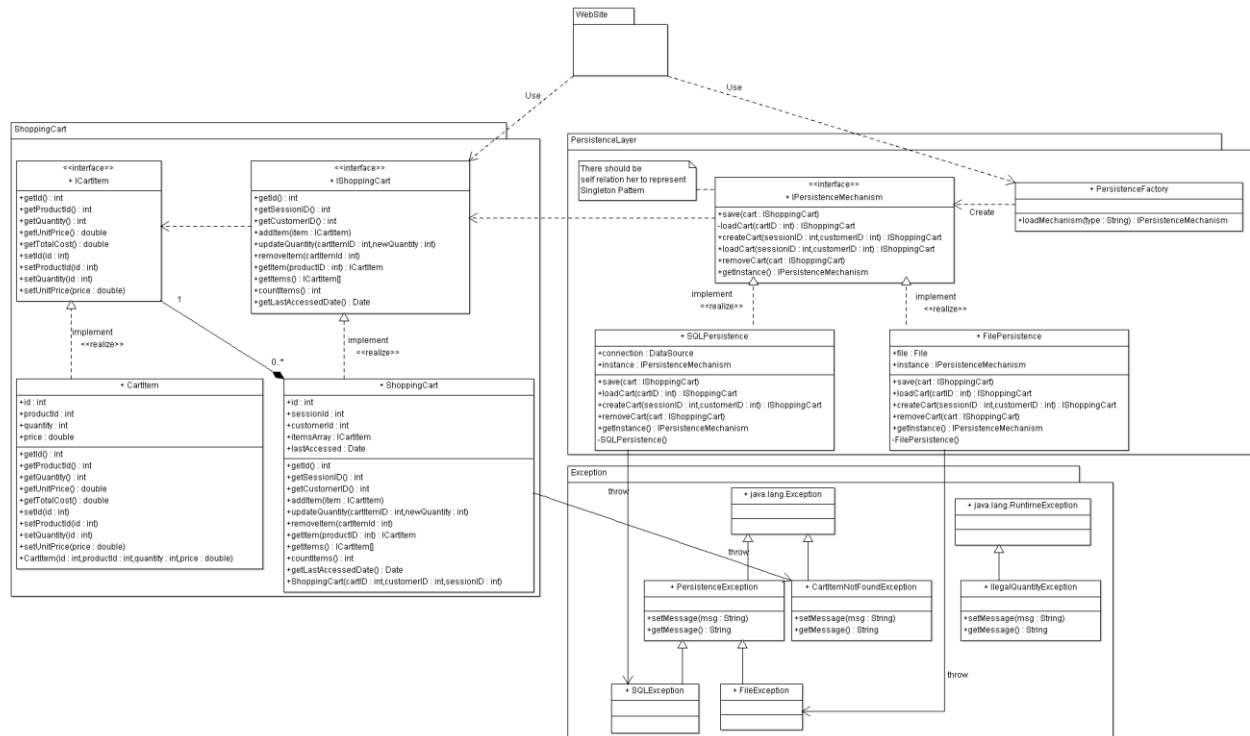 WebSite
Use
Use
ShoppingCart
<<interface>>
+ ICartItem
+getId() : int
+getProductId() : int
+getQuantity() : int
+getUnitPrice() : double
+getTotalCost() : double
+setId(id : int)
+setProductId(id : int)
+setQuantity(id : int)
+setUnitPrice(price : double)
<<interface>>
+ IShoppingCart
+getId() : int
+getSessionID() : int
+getCustomerID() : int
+addItem(item : ICartItem)
+updateQuantity(cartItemID : int,newQuantity : int)
+removeItem(cartItemId : int)
+getItem(productID : int) : ICartItem
+getItems() : ICartItem[]
+countItems() : int
+getLastAccessedDate() : Date
1
implement
<<realize>>
implement
<<realize>>
0..*
+ CartItem
+id : int
+productId : int
+quantity : int
+price : double
+getId() : int
+getProductId() : int
+getQuantity() : int
+getUnitPrice() : double
+getTotalCost() : double
+setId(id : int)
+setProductId(id : int)
+setQuantity(id : int)
+setUnitPrice(price : double)
+CartItem(id : int,productId : int,quantity : int,price : double)
+ ShoppingCart
+id : int
+sessionId : int
+customerId : int
+itemsArray : ICartItem
+lastAccessed : Date
+getId() : int
+getSessionID() : int
+getCustomerID() : int
+addItem(item : ICartItem)
+updateQuantity(cartItemID : int,newQuantity : int)
+removeItem(cartItemId : int)
+getItem(productID : int) : ICartItem
+getItems() : ICartItem[]
+countItems() : int
+getLastAccessedDate() : Date
+ShoppingCart(cartID : int,customerID : int,sessionID : int)
PersistenceLayer
There should be
self relation her to represent
Singleton Pattern
<<interface>>
+ IPersistenceMechanism
+save(cart : IShoppingCart)
-loadCart(cartID : int) : IShoppingCart
+createCart(sessionID : int,customerID : int) : IShoppingCart
+loadCart(sessionID : int,customerID : int) : IShoppingCart
+removeCart(cart : IShoppingCart)
+getInstance() : IPersistenceMechanism
Create
+ PersistenceFactory
+loadMechanism(type : String) : IPersistenceMechanism
implement
<<realize>>
implement
<<realize>>
+ SQLPersistence
+connection : DataSource
+instance : IPersistenceMechanism
+save(cart : IShoppingCart)
+loadCart(cartID : int) : IShoppingCart
+createCart(sessionID : int,customerID : int) : IShoppingCart
+removeCart(cart : IShoppingCart)
+getInstance() : IPersistenceMechanism
-SQLPersistence()
+ FilePersistence
+file : File
+instance : IPersistenceMechanism
+save(cart : IShoppingCart)
+loadCart(cartID : int) : IShoppingCart
+createCart(sessionID : int,customerID : int) : IShoppingCart
+removeCart(cart : IShoppingCart)
+getInstance() : IPersistenceMechanism
-FilePersistence()
Exception
throw
+ java.lang.Exception
+ java.lang.RuntimeException
throw
+ PersistenceException
+setMessage(msg : String)
+getMessage() : String
+ CartItemNotFoundException
+setMessage(msg : String)
+getMessage() : String
+ IlegalQuantityException
+setMessage(msg : String)
+getMessage() : String
throw
+ SQLException
+ FileException